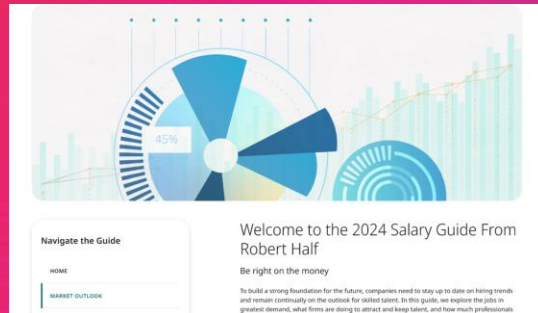 45%
Navigate the Guide
HOME
MARKET OUTLOOK
Welcome to the 2024 Salary Guide From
Robert Half
Be right on the money
To build a strong foundation for the future, companies need to stay up to date on hiring trends
and remain continually on the outlook for skilled talent. In this guide, we explore the jobs in
greatest demand, what firms are doing to attract and keep talent, and how much professionals